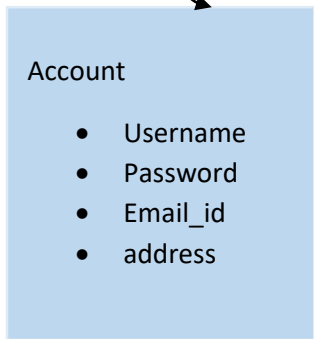 Account
• Username
• Password
• Email_id
• address